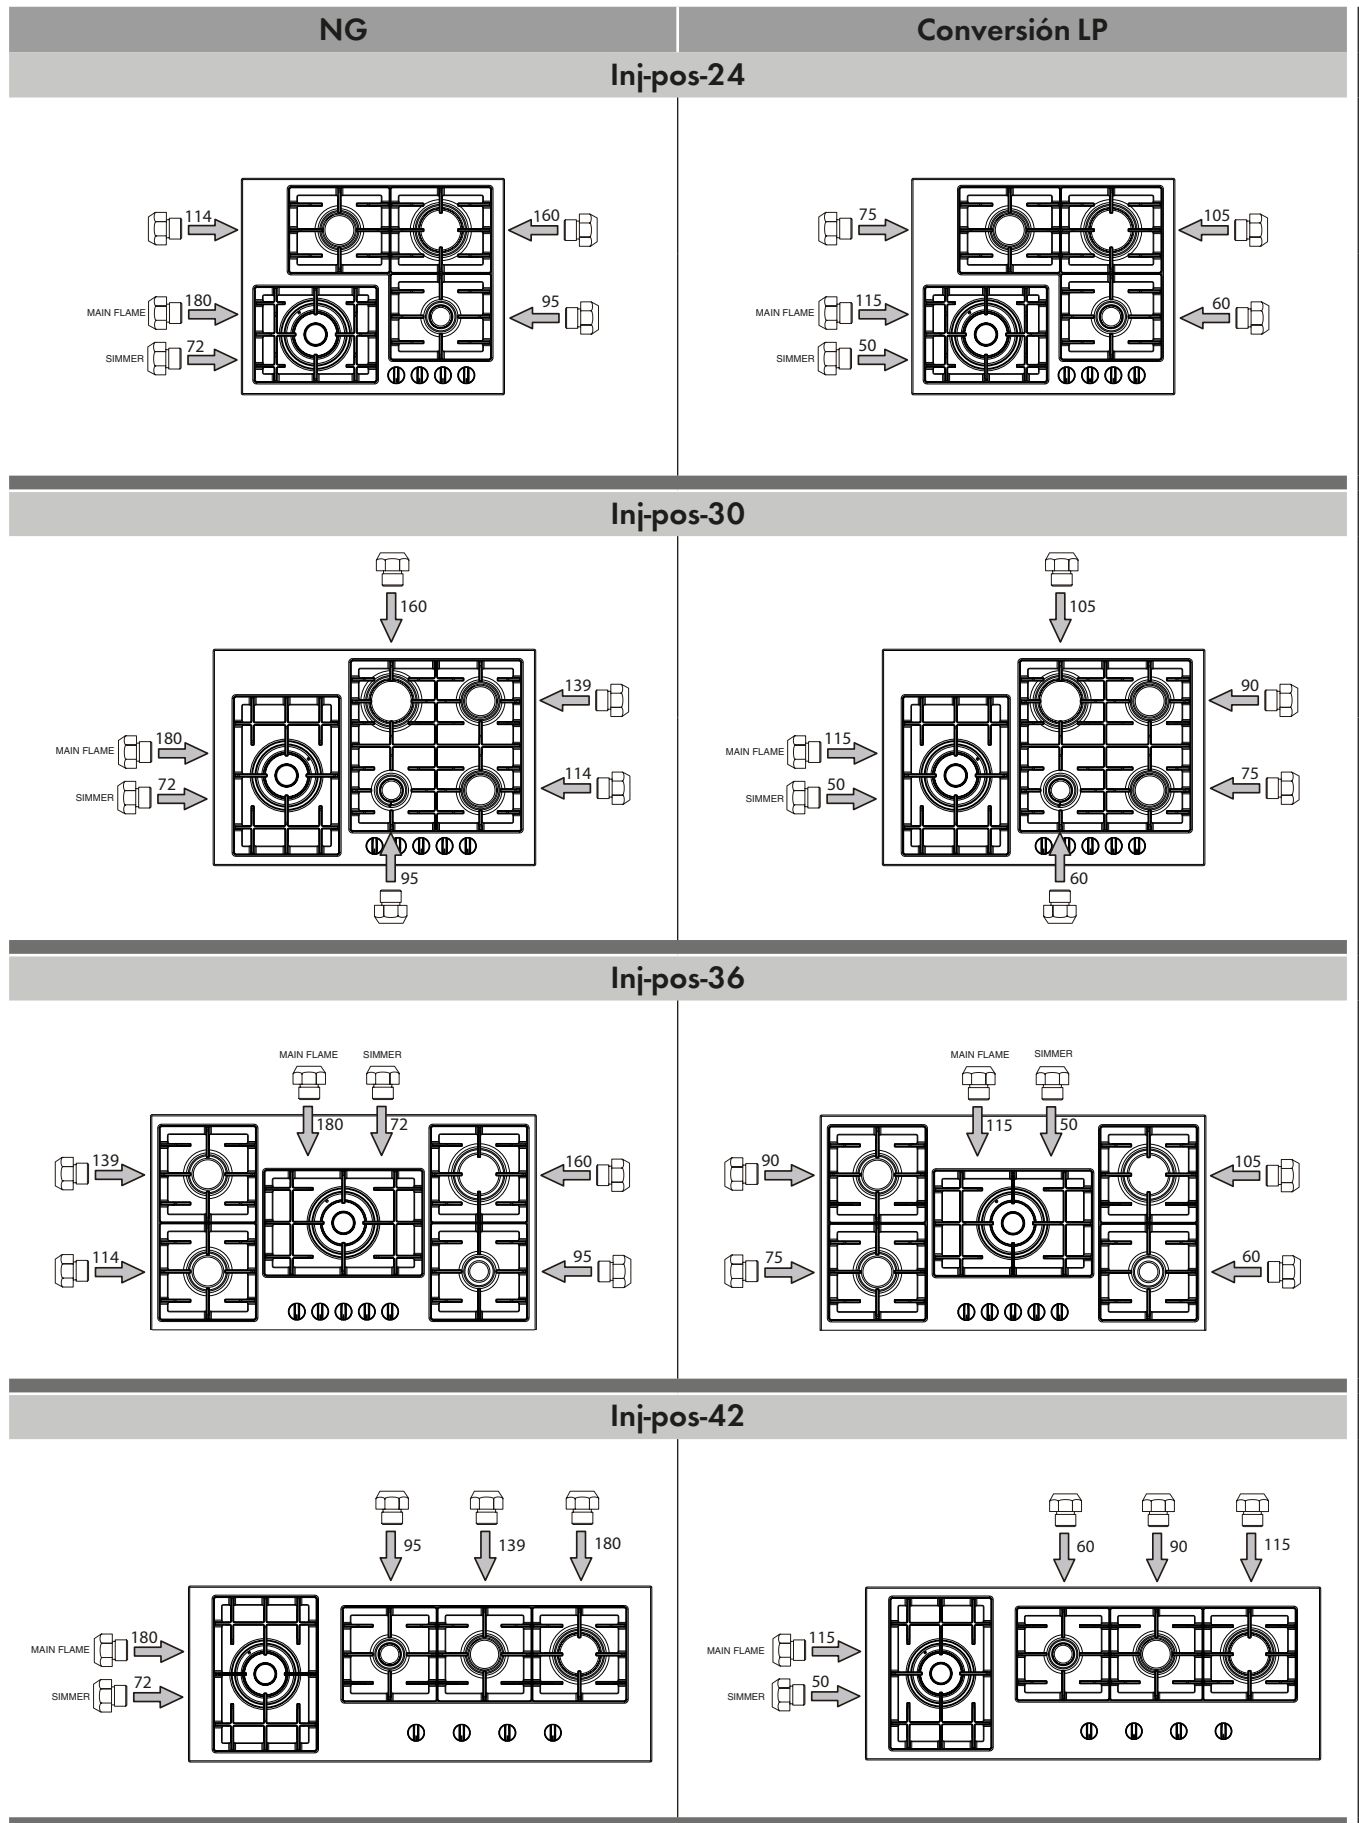 NG
Conversión LP
Inj-pos-24
114
160
MAIN FLAME 180
95
SIMMER 72
75
105
MAIN FLAME 115
60
SIMMER 50
Inj-pos-30
160
139
MAIN FLAME 180
114
SIMMER 72
95
105
90
MAIN FLAME 115
75
SIMMER 50
60
Inj-pos-36
MAIN FLAME SIMMER
180 72
139 160
114 95
MAIN FLAME SIMMER
115 50
90 105
75 60
Inj-pos-42
95 139 180
MAIN FLAME 180
SIMMER 72
60 90 115
MAIN FLAME 115
SIMMER 50